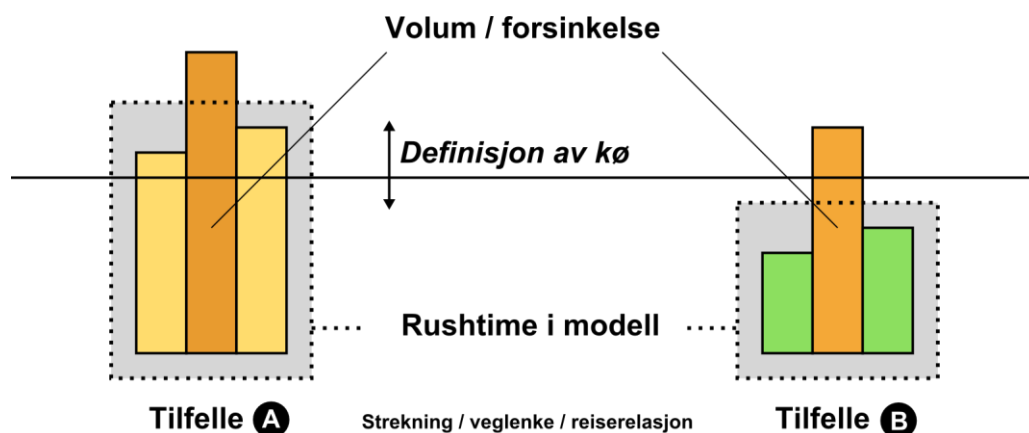 Volum / forsinkelse
Definisjon av kø
Rushtime i modell
Tilfelle A
Strekning / veglenke / reiserelasjon
Tilfelle B